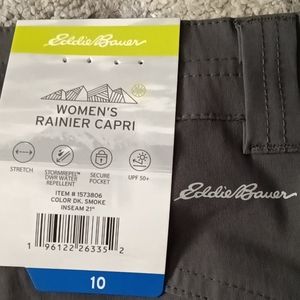 Eddie Bauer
WOMEN'S
RAINIER CAPRI
STRETCH
STORMREPEL™
DWR WATER
REPELLENT
SECURE
POCKET
UPF 50+
ITEM # 1573806
COLOR DK. SMOKE
INSEAM 21"
1 96122 26335 2
10
Eddie Bauer